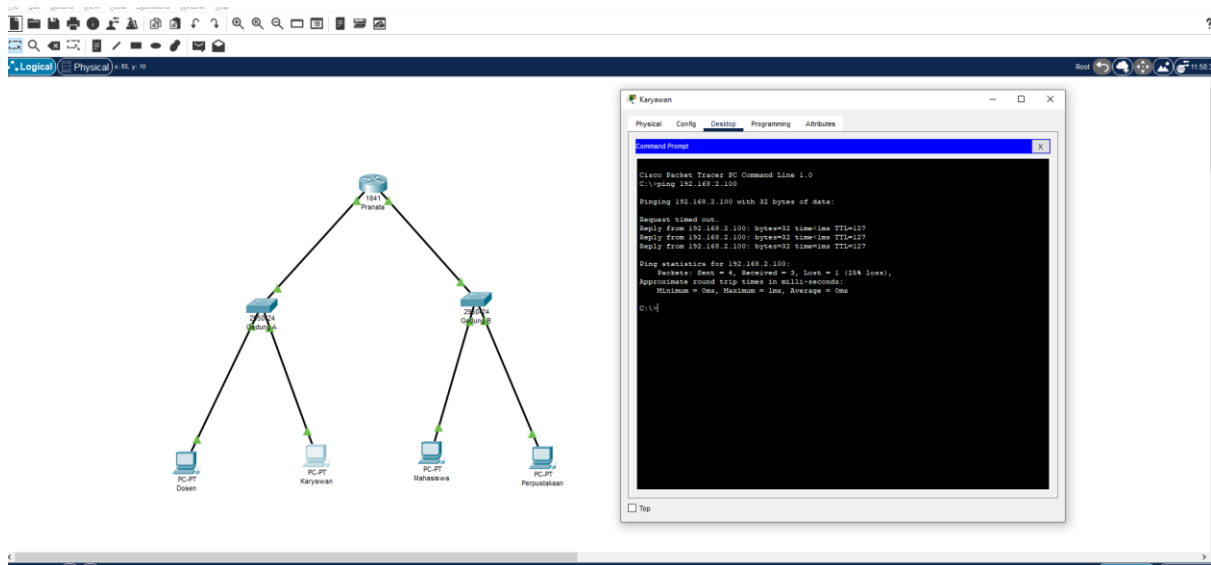 Logical
Physical
x: 63, y: 10
Root
1841
Pranata
Gedung A
Gedung B
PC-PT
Dosen
PC-PT
Karyawan
PC-PT
Mahasiswa
PC-PT
Perpustakaan
Karyawan
Physical Config Desktop Programming Attributes
Command Prompt
X
Cisco Packet Tracer PC Command Line 1.0
C:\>ping 192.168.2.100
Pinging 192.168.2.100 with 32 bytes of data:
Request timed out.
Reply from 192.168.2.100: bytes=32 time<1ms TTL=127
Reply from 192.168.2.100: bytes=32 time<1ms TTL=127
Reply from 192.168.2.100: bytes=32 time=1ms TTL=127
Ping statistics for 192.168.2.100:
Packets: Sent = 4, Received = 3, Lost = 1 (25% loss),
Approximate round trip times in milli-seconds:
Minimum = 0ms, Maximum = 1ms, Average = 0ms
C:\>
Top